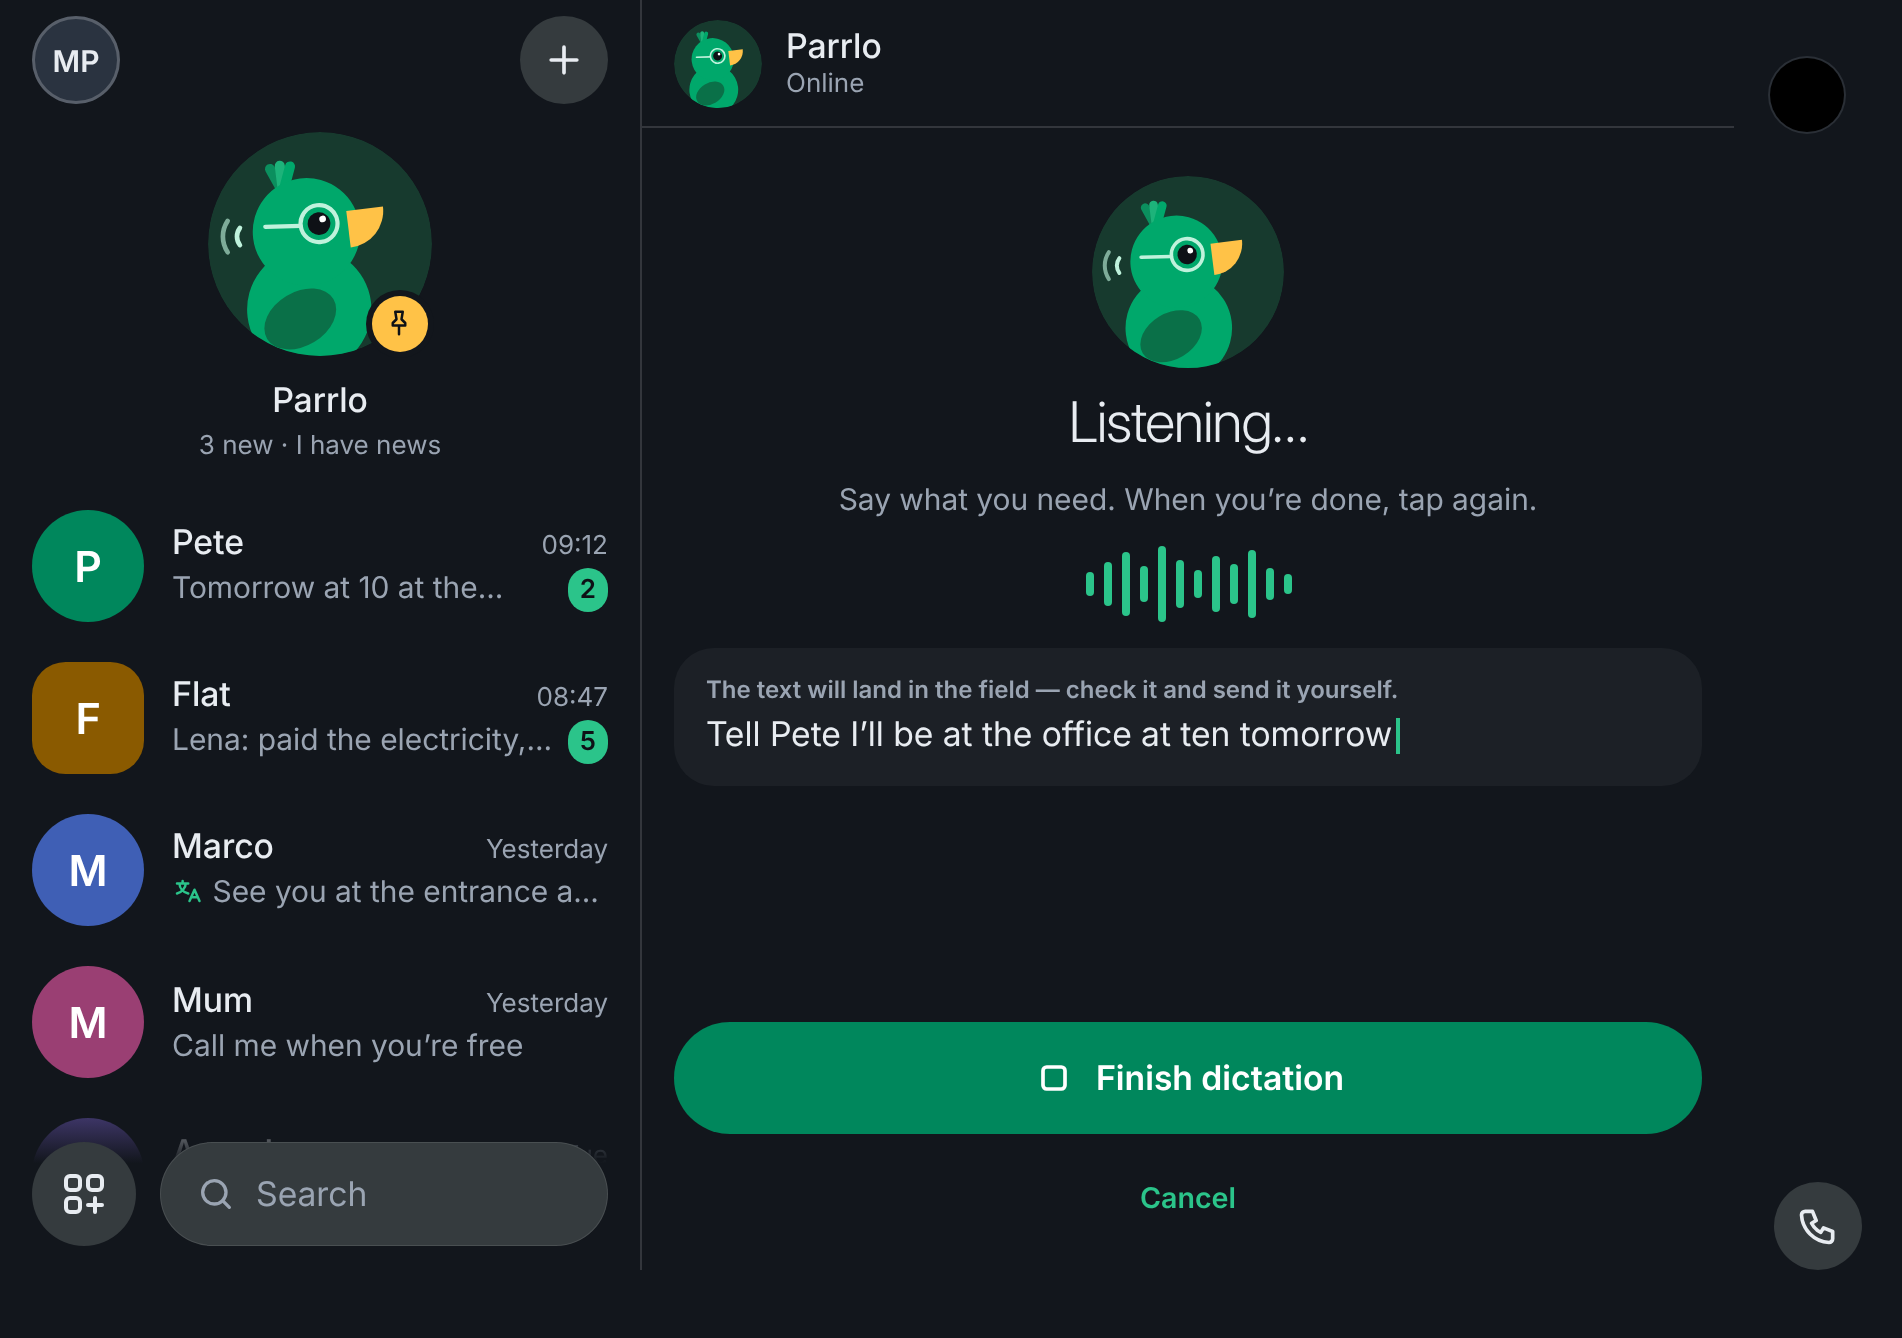 MP
Parrlo
3 new · I have news
P
Pete
09:12
Tomorrow at 10 at the...
2
F
Flat
08:47
Lena: paid the electricity,...
5
M
Marco
Yesterday
See you at the entrance a...
M
Mum
Yesterday
Call me when you’re free
Search
Parrlo
Online
Listening...
Say what you need. When you’re done, tap again.
The text will land in the field — check it and send it yourself.
Tell Pete I’ll be at the office at ten tomorrow
Finish dictation
Cancel